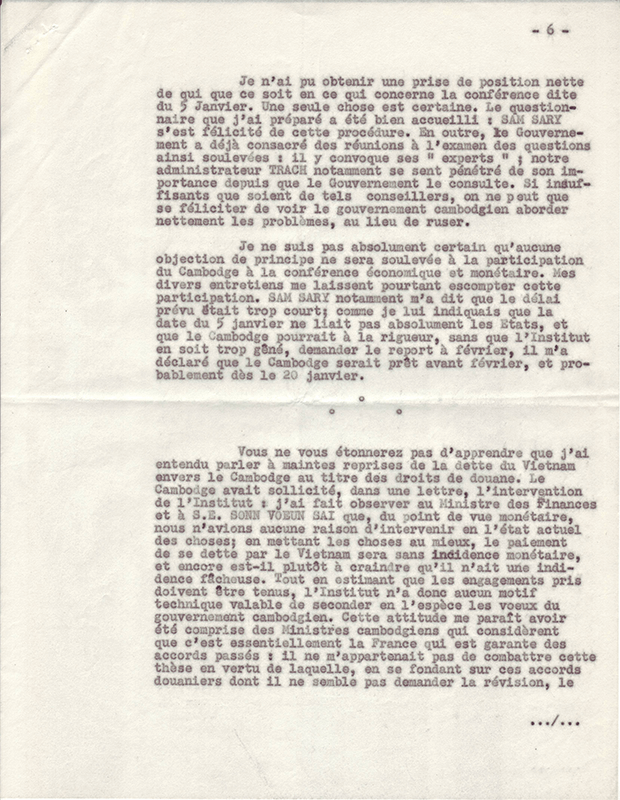 - 6 -
Je n'ai pu obtenir une prise de position nette
de qui que ce soit en ce qui concerne la conférence dite
du 5 Janvier. Une seule chose est certaine. Le question-
naire que j'ai préparé a été bien accueilli : SAM SARY
s'est félicité de cette procédure. En outre, le Gouverne-
ment a déjà consacré des réunions à l'examen des questions
ainsi soulevées : il y convoque ses " experts " ; notre
administrateur TRACH notamment se sent pénétré de son im-
portance depuis que le Gouvernement le consulte. Si insuf-
fisants que soient de tels conseillers, on ne peut que
se féliciter de voir le gouvernement cambodgien aborder
nettement les problèmes, au lieu de ruser.
Je ne suis pas absolument certain qu'aucune
objection de principe ne sera soulevée à la participation
du Cambodge à la conférence économique et monétaire. Mes
divers entretiens me laissent pourtant escompter cette
participation. SAM SARY notamment m'a dit que le délai
prévu était trop court; comme je lui indiquais que la
date du 5 janvier ne liait pas absolument les Etats, et
que le Cambodge pourrait à la rigueur, sans que l'Institut
en soit trop gêné, demander le report à février, il m'a
déclaré que le Cambodge serait prêt avant février, et pro-
bablement dès le 20 janvier.
Vous ne vous étonnerez pas d'apprendre que j'ai
entendu parler à maintes reprises de la dette du Vietnam
envers le Cambodge au titre des droits de douane. Le
Cambodge avait sollicité, dans une lettre, l'intervention
de l'Institut : j'ai fait observer au Ministre des Finances
et à S.E. SONN VOEUN SAI que, du point de vue monétaire,
nous n'avions aucune raison d'intervenir en l'état actuel
des choses; en mettant les choses au mieux, le paiement
de se dette par le Vietnam sera sans incidence monétaire,
et encore est-il plutôt à craindre qu'il n'ait une indi-
dence fâcheuse. Tout en estimant que les engagements pris
doivent être tenus, l'Institut n'a donc aucun motif
technique valable de seconder en l'espèce les voeux du
gouvernement cambodgien. Cette attitude me paraît avoir
été comprise des Ministres cambodgiens qui considèrent
que c'est essentiellement la France qui est garante des
accords passés : il ne m'appartenait pas de combattre cette
thèse en vertu de laquelle, en se fondant sur ces accords
douaniers dont il ne semble pas demander la révision, le
.../...